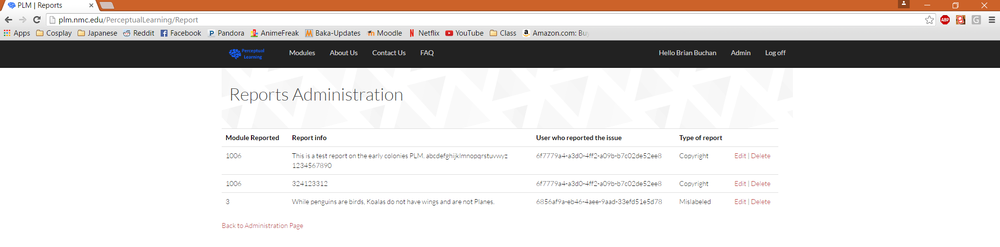 PLM | Reports
plm.nmc.edu/PerceptualLearning/Report
ABP G
Apps Cosplay Japanese Reddit Facebook Pandora AnimeFreak Baka-Updates Moodle Netflix YouTube Class Amazon.com: Buy
Perceptual Learning Modules About Us Contact Us FAQ Hello Brian Buchan Admin Log off
Reports Administration
Module Reported Report info User who reported the issue Type of report
1006 This is a test report on the early colonies PLM. abcdefghijklmnopqrstuvwyz 6f7779a4-a3d0-4ff2-a09b-b7c02de52ee8 Copyright Edit | Delete
1234567890
1006 324123312 6f7779a4-a3d0-4ff2-a09b-b7c02de52ee8 Copyright Edit | Delete
3 While penguins are birds, Koalas do not have wings and are not Planes. 6856af9a-eb46-4aee-9aad-33efd51e5d78 Mislabeled Edit | Delete
Back to Administration Page